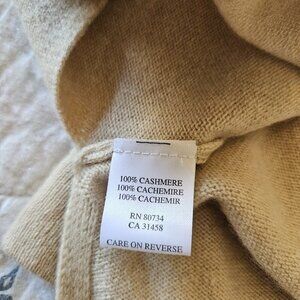 100% CASHMERE
100% CACHEMIRE
100% CACHEMIR
RN 80734
CA 31458
CARE ON REVERSE